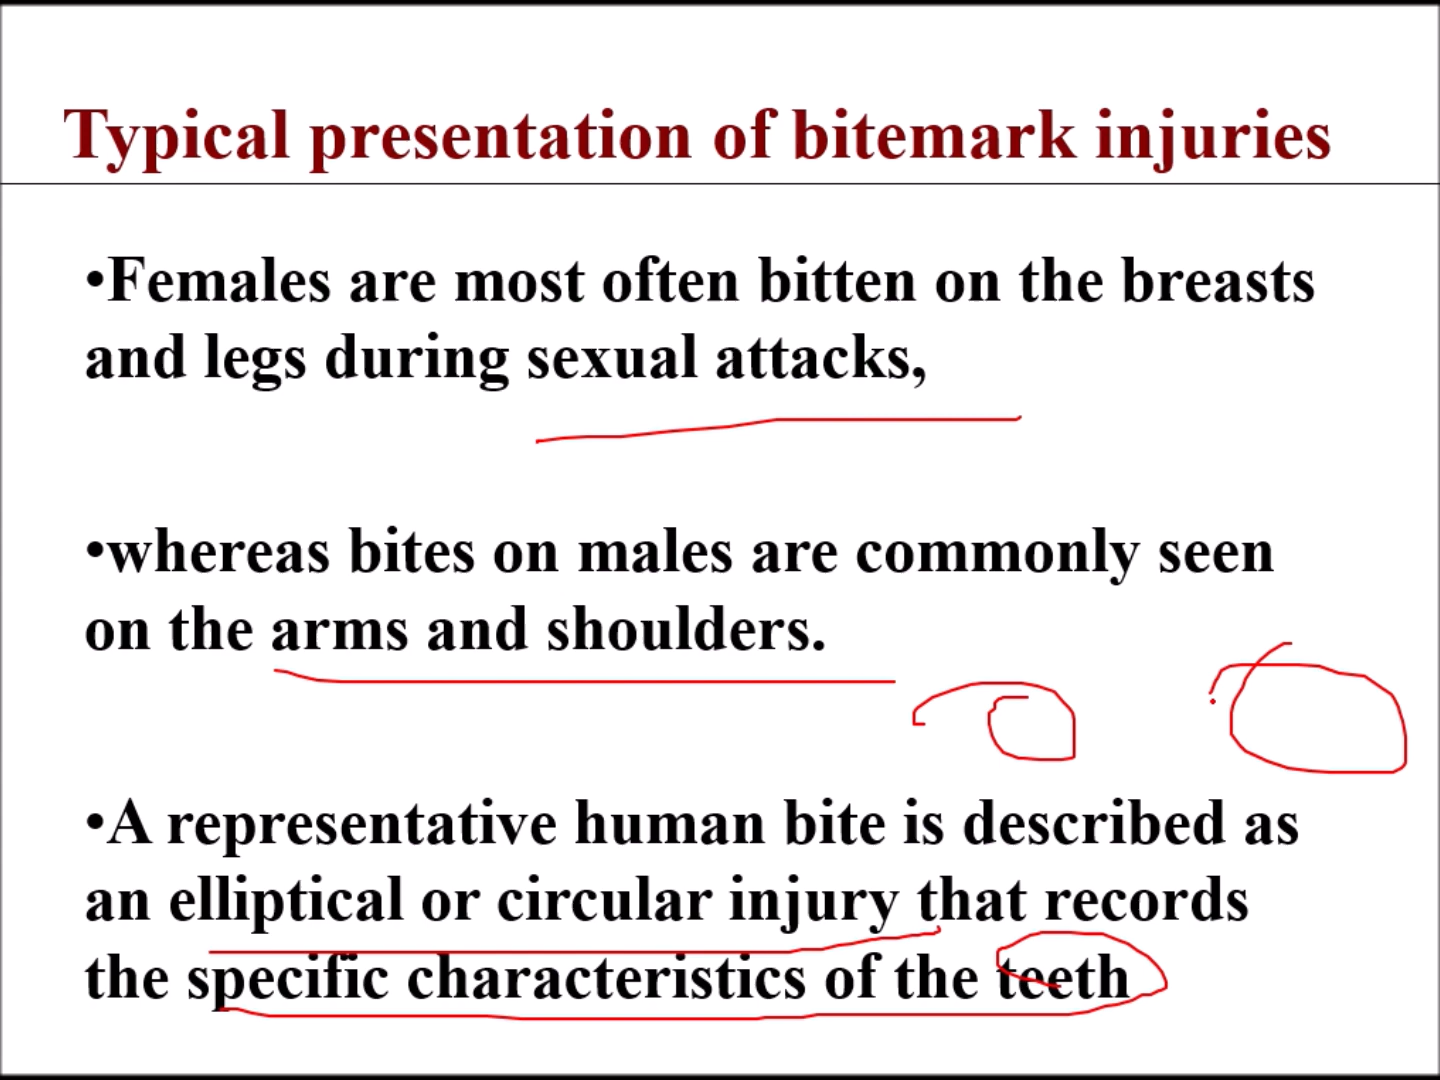 Typical presentation of bitemark injuries
•Females are most often bitten on the breasts
and legs during sexual attacks,
•whereas bites on males are commonly seen
on the arms and shoulders.
•A representative human bite is described as
an elliptical or circular injury that records
the specific characteristics of the teeth